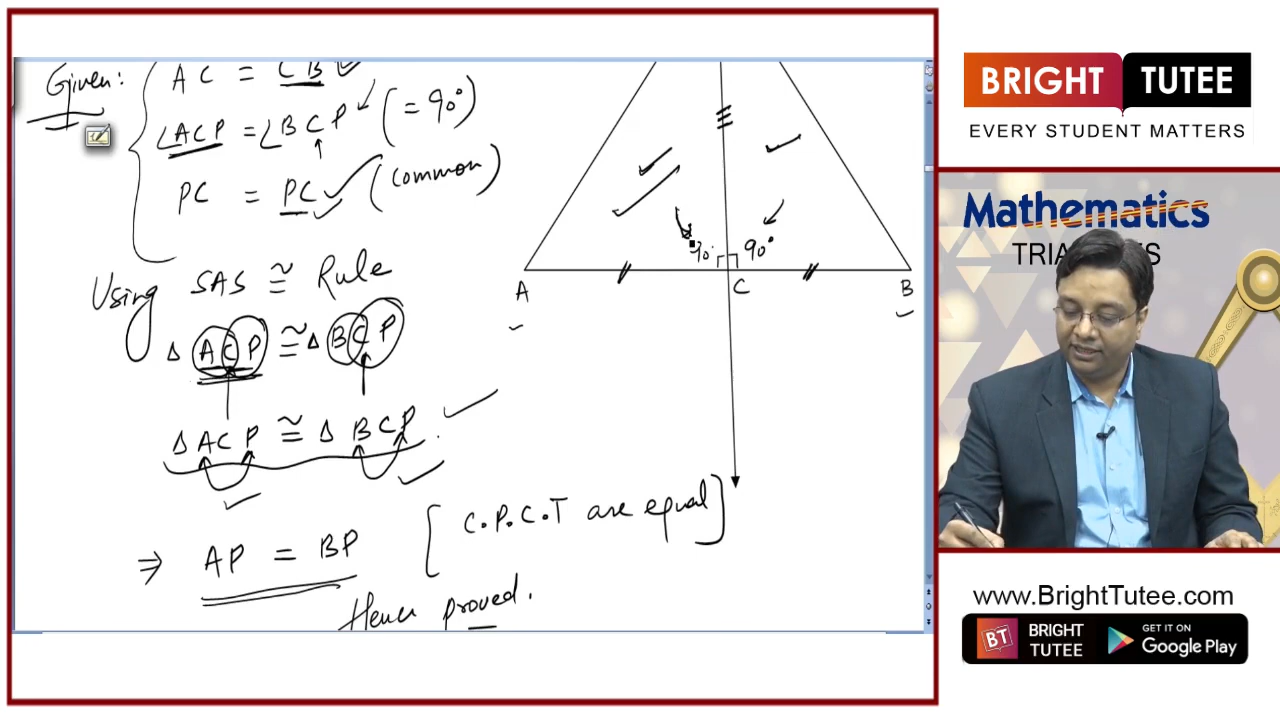 Given:
AC = CB
∠ACP = ∠BCP (= 90°)
PC = PC (Common)
Using SAS ≅ Rule
Δ ACP ≅ Δ BCP
Δ ACP ≅ Δ BCP
⇒ AP = BP [C.P.C.T are equal]
Hence proved.
90° 90°
A C B
BRIGHT TUTEE
EVERY STUDENT MATTERS
Mathematics
www.BrightTutee.com
BT BRIGHT TUTEE
GET IT ON Google Play